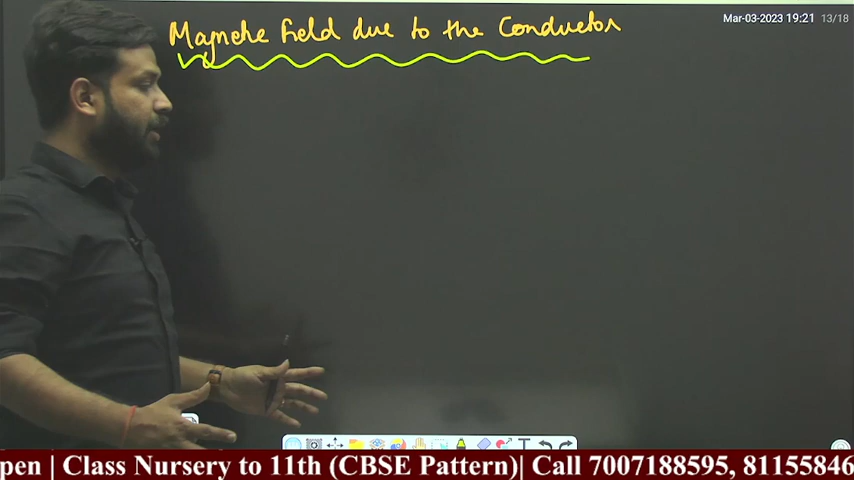 Magnetic field due to the Conductor
Mar-03-2023 19:21 13/18
pen | Class Nursery to 11th (CBSE Pattern)| Call 7007188595, 81155846